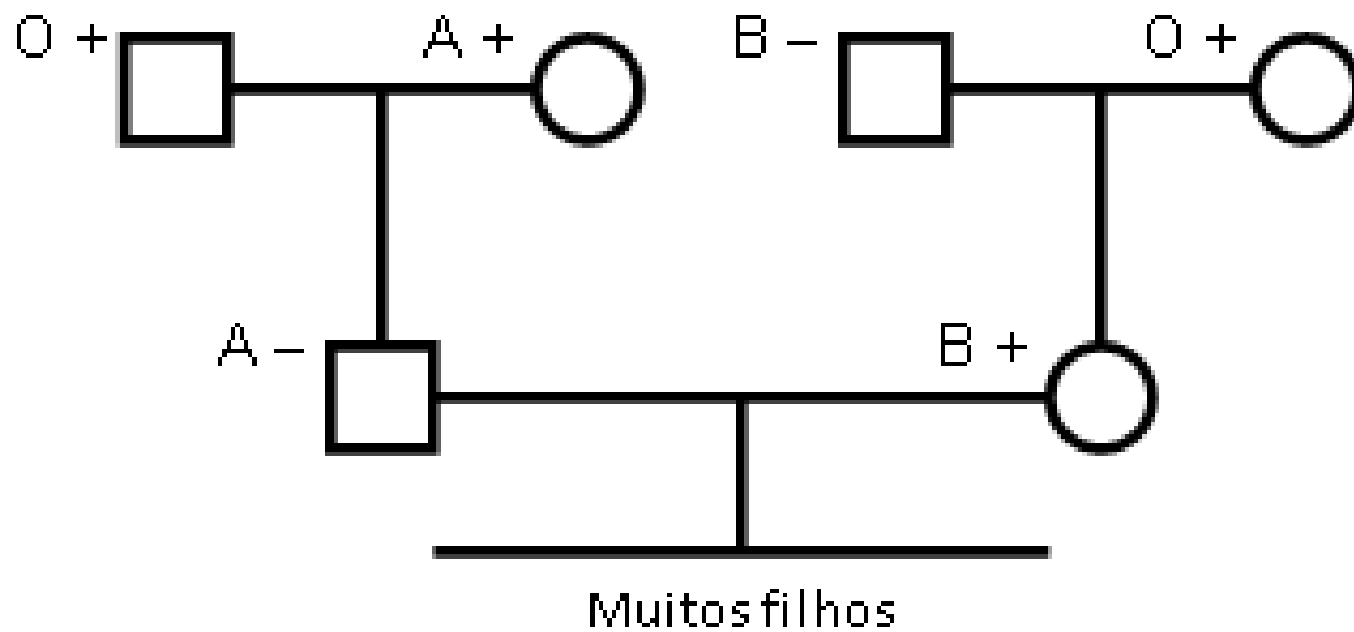 O + A + B – O +
A – B +
Muitos filhos